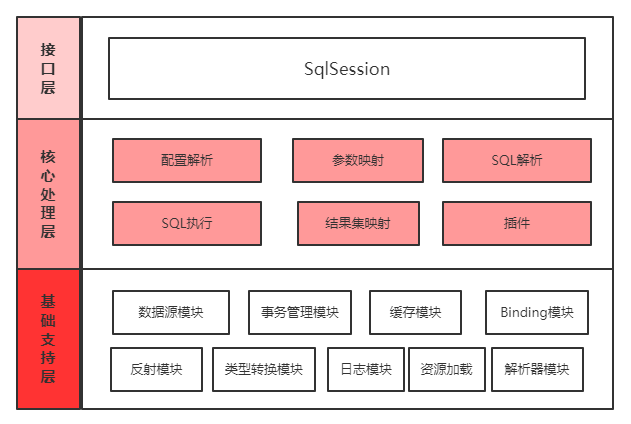 接口层
SqlSession
核心处理层
配置解析
参数映射
SQL解析
SQL执行
结果集映射
插件
基础支持层
数据源模块
事务管理模块
缓存模块
Binding模块
反射模块
类型转换模块
日志模块
资源加载
解析器模块